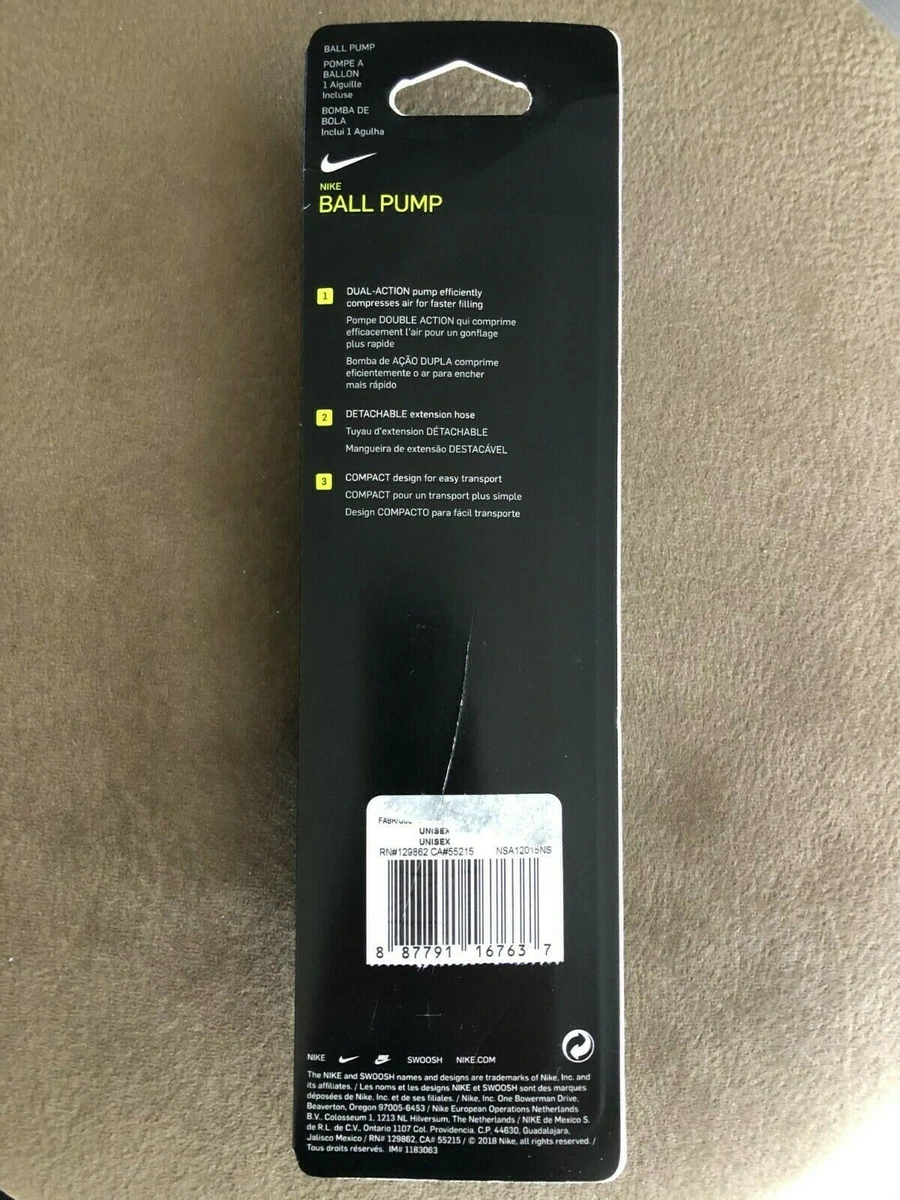 BALL PUMP
POMPE A
BALLON
1 Aiguille
Incluse
BOMBA DE
BOLA
Inclui 1 Agulha
NIKE
BALL PUMP
1
DUAL-ACTION pump efficiently
compresses air for faster filling
Pompe DOUBLE ACTION qui comprime
efficacement l'air pour un gonflage
plus rapide
Bomba de AÇÃO DUPLA comprime
eficientemente o ar para encher
mais rápido
2
DETACHABLE extension hose
Tuyau d'extension DÉTACHABLE
Mangueira de extensão DESTACÁVEL
3
COMPACT design for easy transport
COMPACT pour un transport plus simple
Design COMPACTO para fácil transporte
UNISEX
UNISEX
RN#129862 CA#55215 NSA12015NS
8 87791 16763 7
NIKE SWOOSH NIKE.COM
The NIKE and SWOOSH names and designs are trademarks of Nike, Inc. and
its affiliates. / Les noms et les designs NIKE et SWOOSH sont des marques
déposées de Nike, Inc. et de ses filiales. / Nike, Inc. One Bowerman Drive,
Beaverton, Oregon 97005-6453 / Nike European Operations Netherlands
B.V., Colosseum 1, 1213 NL Hilversum, The Netherlands / NIKE de Mexico S.
de R.L. de C.V., Ontario 1107 Col. Providencia, C.P. 44630, Guadalajara,
Jalisco Mexico / RN# 129862, CA# 55215 / © 2018 Nike, all rights reserved. /
Tous droits réservés. IM# 1183063